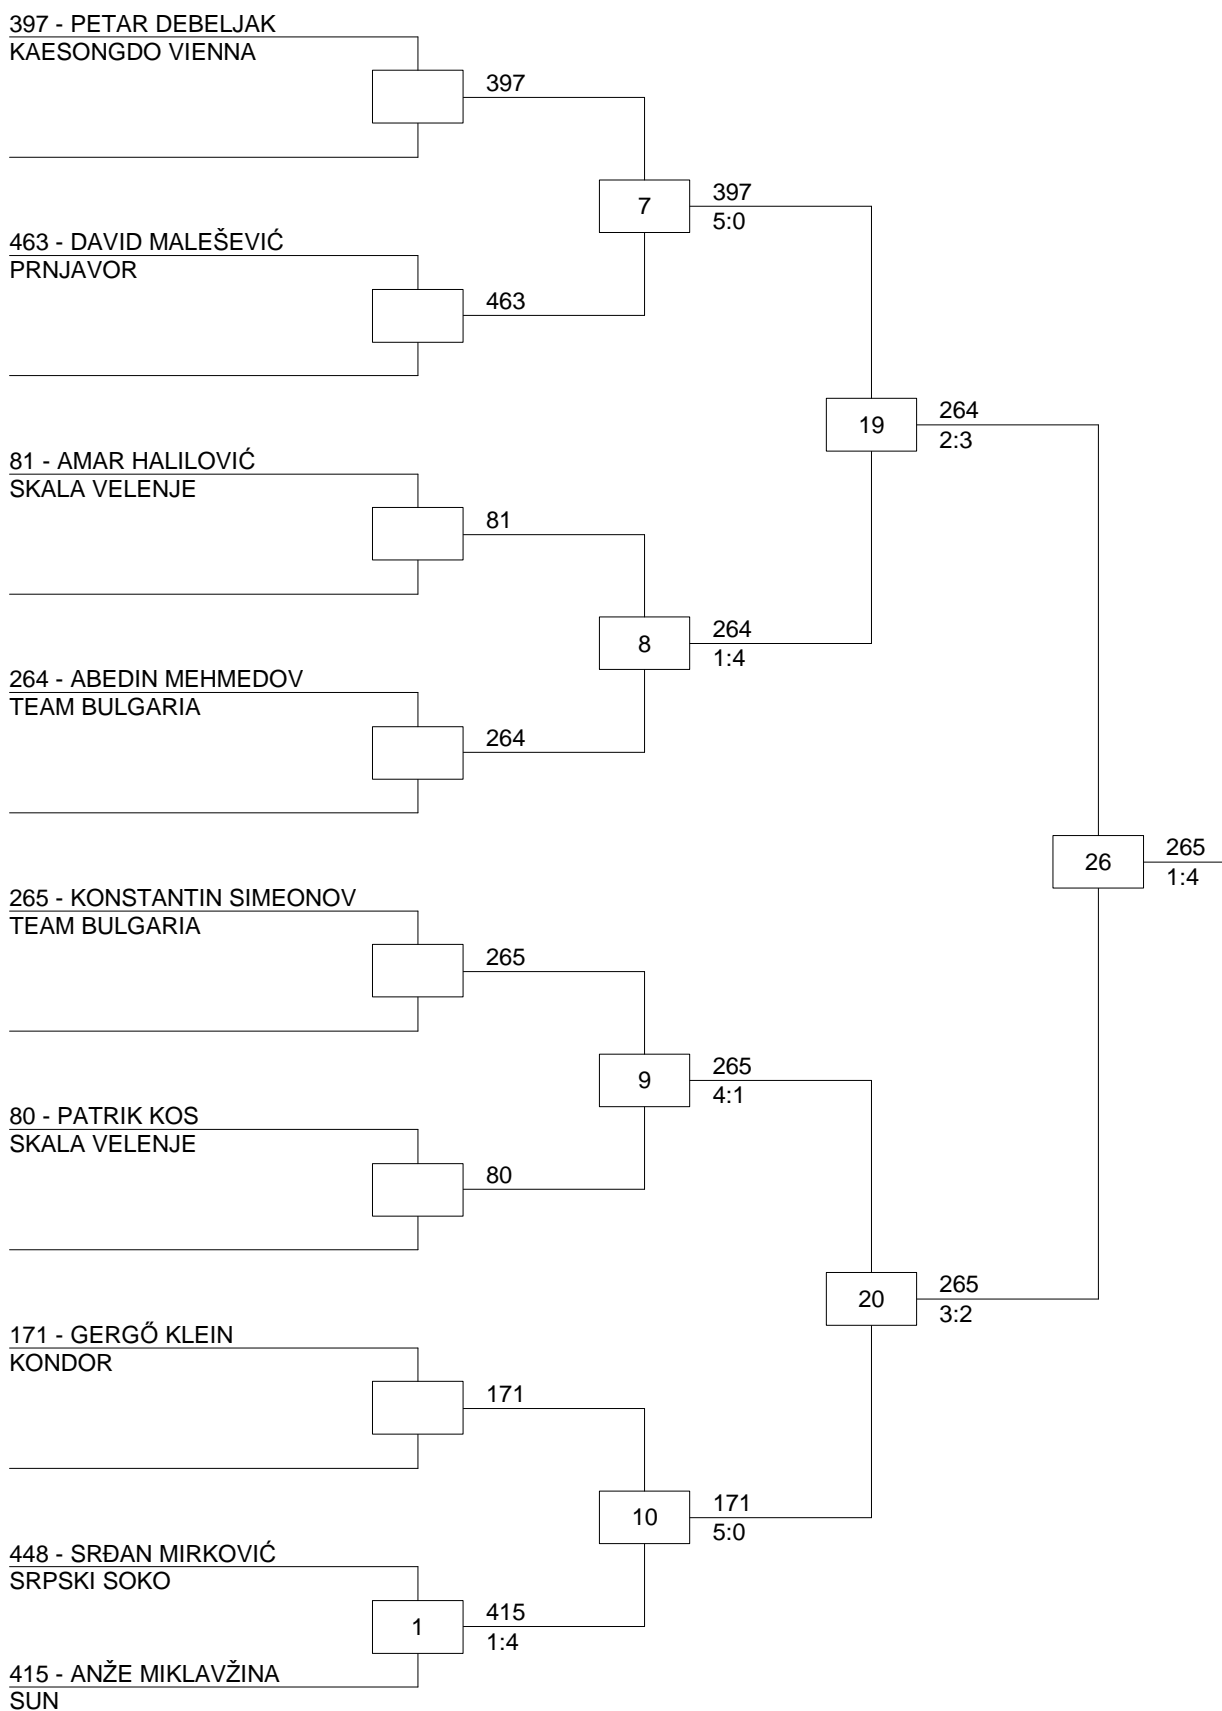 397 - PETAR DEBELJAK
KAESONGDO VIENNA
397
7
397
5:0
463 - DAVID MALEŠEVIĆ
PRNJAVOR
463
19
264
2:3
81 - AMAR HALILOVIĆ
SKALA VELENJE
81
8
264
1:4
264 - ABEDIN MEHMEDOV
TEAM BULGARIA
264
26
265
1:4
265 - KONSTANTIN SIMEONOV
TEAM BULGARIA
265
9
265
4:1
80 - PATRIK KOS
SKALA VELENJE
80
20
265
3:2
171 - GERGŐ KLEIN
KONDOR
171
10
171
5:0
448 - SRĐAN MIRKOVIĆ
SRPSKI SOKO
1
415
1:4
415 - ANŽE MIKLAVŽINA
SUN